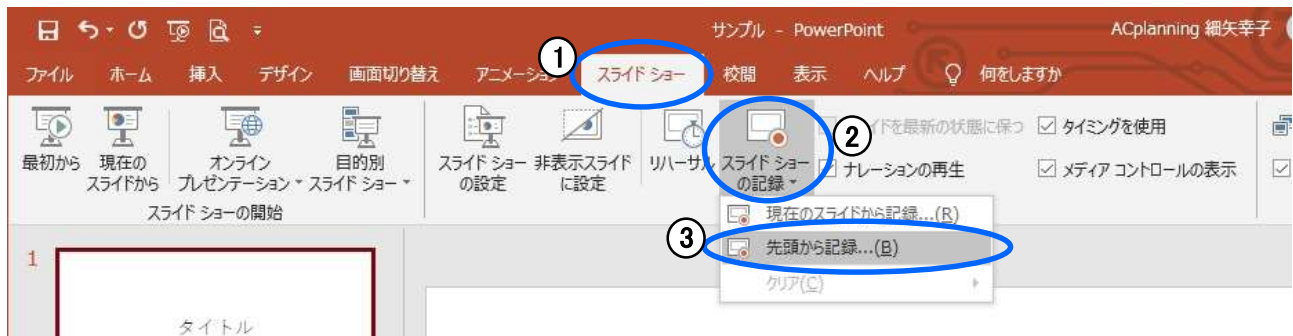 サンプル - PowerPoint
ACplanning 細矢幸子
①
ファイル ホーム 挿入 デザイン 画面切り替え アニメーション スライド ショー 校閲 表示 ヘルプ 何をしますか
最初から
現在の
スライドから
オンライン
プレゼンテーション
目的別
スライド ショー
スライド ショー
の設定
非表示スライド
に設定
リハーサル
スライド ショー
の記録
②
を最新の状態に保つ
ナレーションの再生
タイミングを使用
メディア コントロールの表示
スライド ショーの開始
現在のスライドから記録...(R)
③
先頭から記録...(B)
クリア(C)
1
タイトル